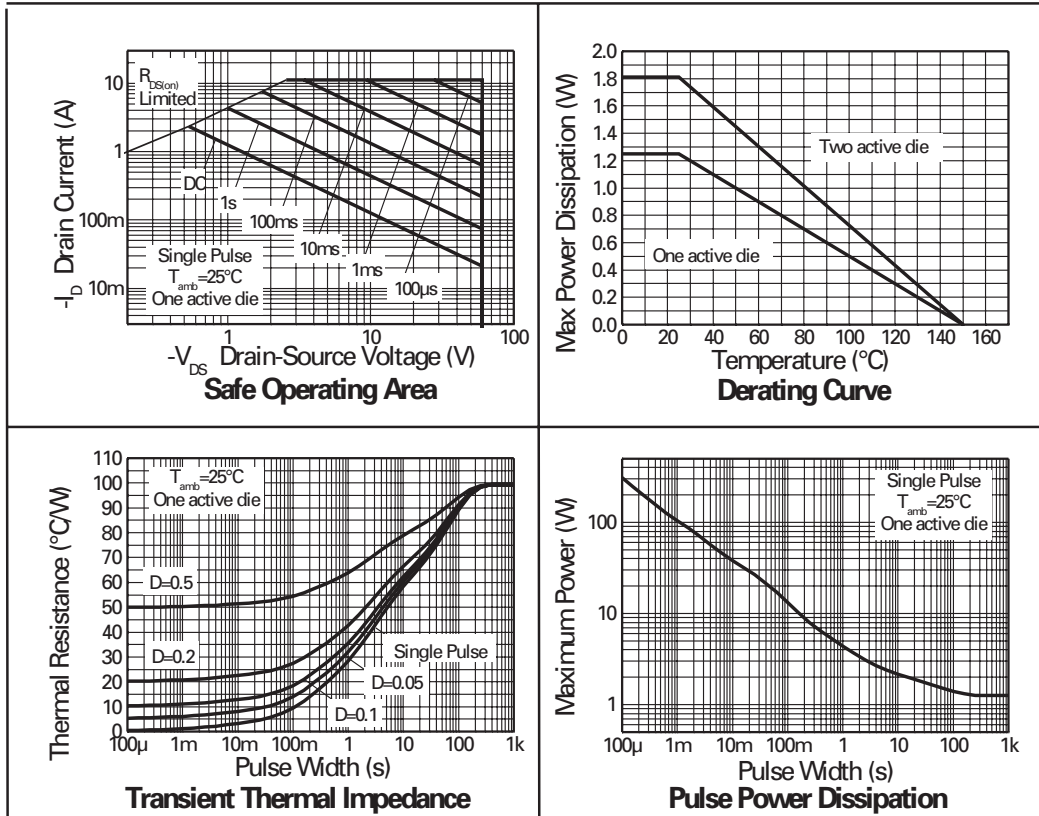 10
1
100m
10m
1
10
100
R_DS(on)
Limited
DC
1s
100ms
10ms
1ms
100µs
Single Pulse
T_amb=25°C
One active die
-I_D Drain Current (A)
-V_DS Drain-Source Voltage (V)
Safe Operating Area
2.0
1.8
1.6
1.4
1.2
1.0
0.8
0.6
0.4
0.2
0.0
0 20 40 60 80 100 120 140 160
Two active die
One active die
Max Power Dissipation (W)
Temperature (°C)
Derating Curve
110
100
90
80
70
60
50
40
30
20
10
0
100µ 1m 10m 100m 1 10 100 1k
T_amb=25°C
One active die
D=0.5
D=0.2
Single Pulse
D=0.05
D=0.1
Thermal Resistance (°C/W)
Pulse Width (s)
Transient Thermal Impedance
100
10
1
100µ 1m 10m 100m 1 10 100 1k
Single Pulse
T_amb=25°C
One active die
Maximum Power (W)
Pulse Width (s)
Pulse Power Dissipation